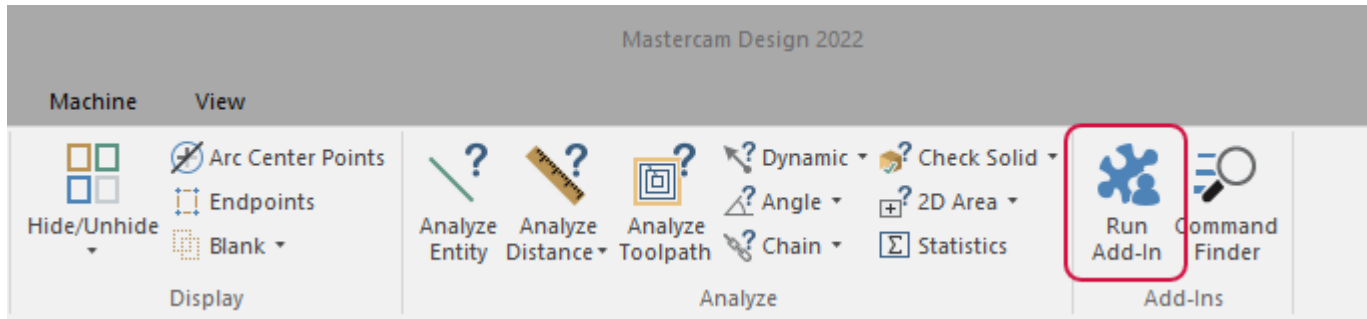 Mastercam Design 2022
Machine View
Hide/Unhide
Arc Center Points
Endpoints
Blank
Display
Analyze
Entity
Analyze
Distance
Analyze
Toolpath
Dynamic
Angle
Chain
Check Solid
2D Area
Statistics
Analyze
Run
Add-In
Command
Finder
Add-Ins